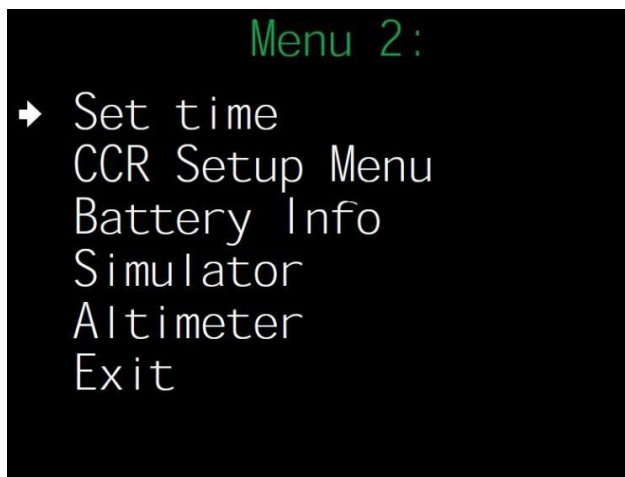 Menu 2:
Set time
CCR Setup Menu
Battery Info
Simulator
Altimeter
Exit